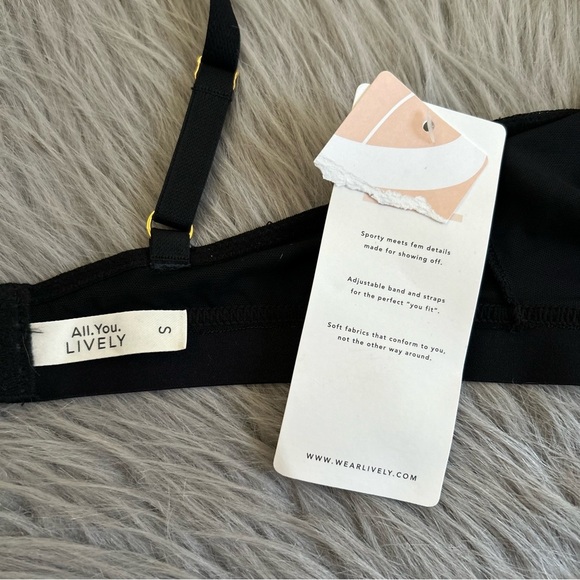 All.You.
LIVELY
S
Sporty meets fem details
made for showing off.
Adjustable band and straps
for the perfect "you fit".
Soft fabrics that conform to you,
not the other way around.
WWW.WEARLIVELY.COM